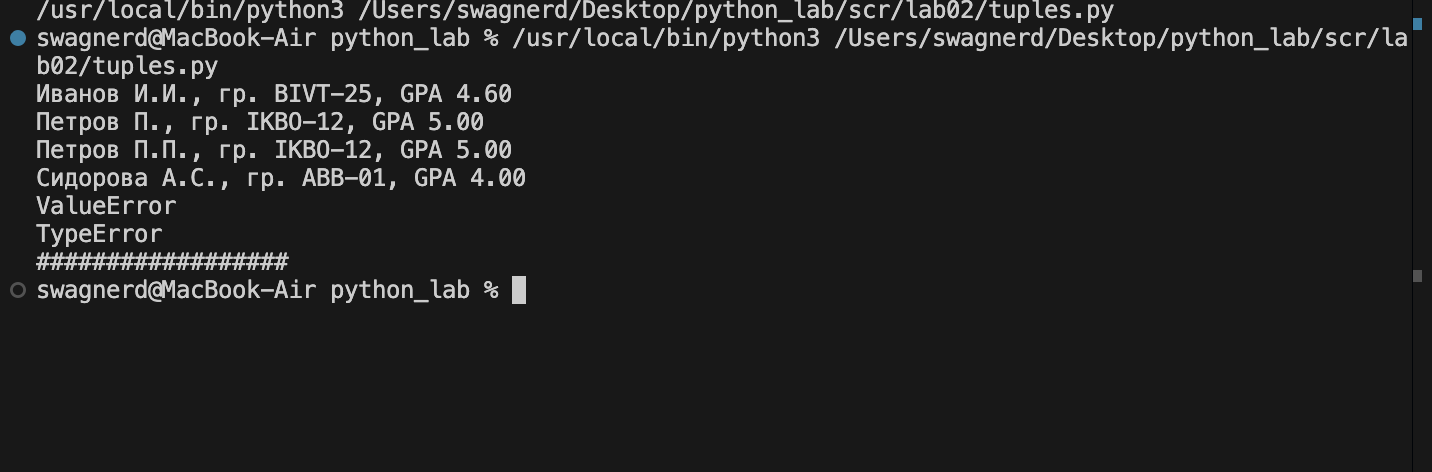 /usr/local/bin/python3 /Users/swagnerd/Desktop/python_lab/scr/lab02/tuples.py
swagnerd@MacBook-Air python_lab % /usr/local/bin/python3 /Users/swagnerd/Desktop/python_lab/scr/la
b02/tuples.py
Иванов И.И., гр. BIVT-25, GPA 4.60
Петров П., гр. IKBO-12, GPA 5.00
Петров П.П., гр. IKBO-12, GPA 5.00
Сидорова А.С., гр. ABB-01, GPA 4.00
ValueError
TypeError
##################
swagnerd@MacBook-Air python_lab %